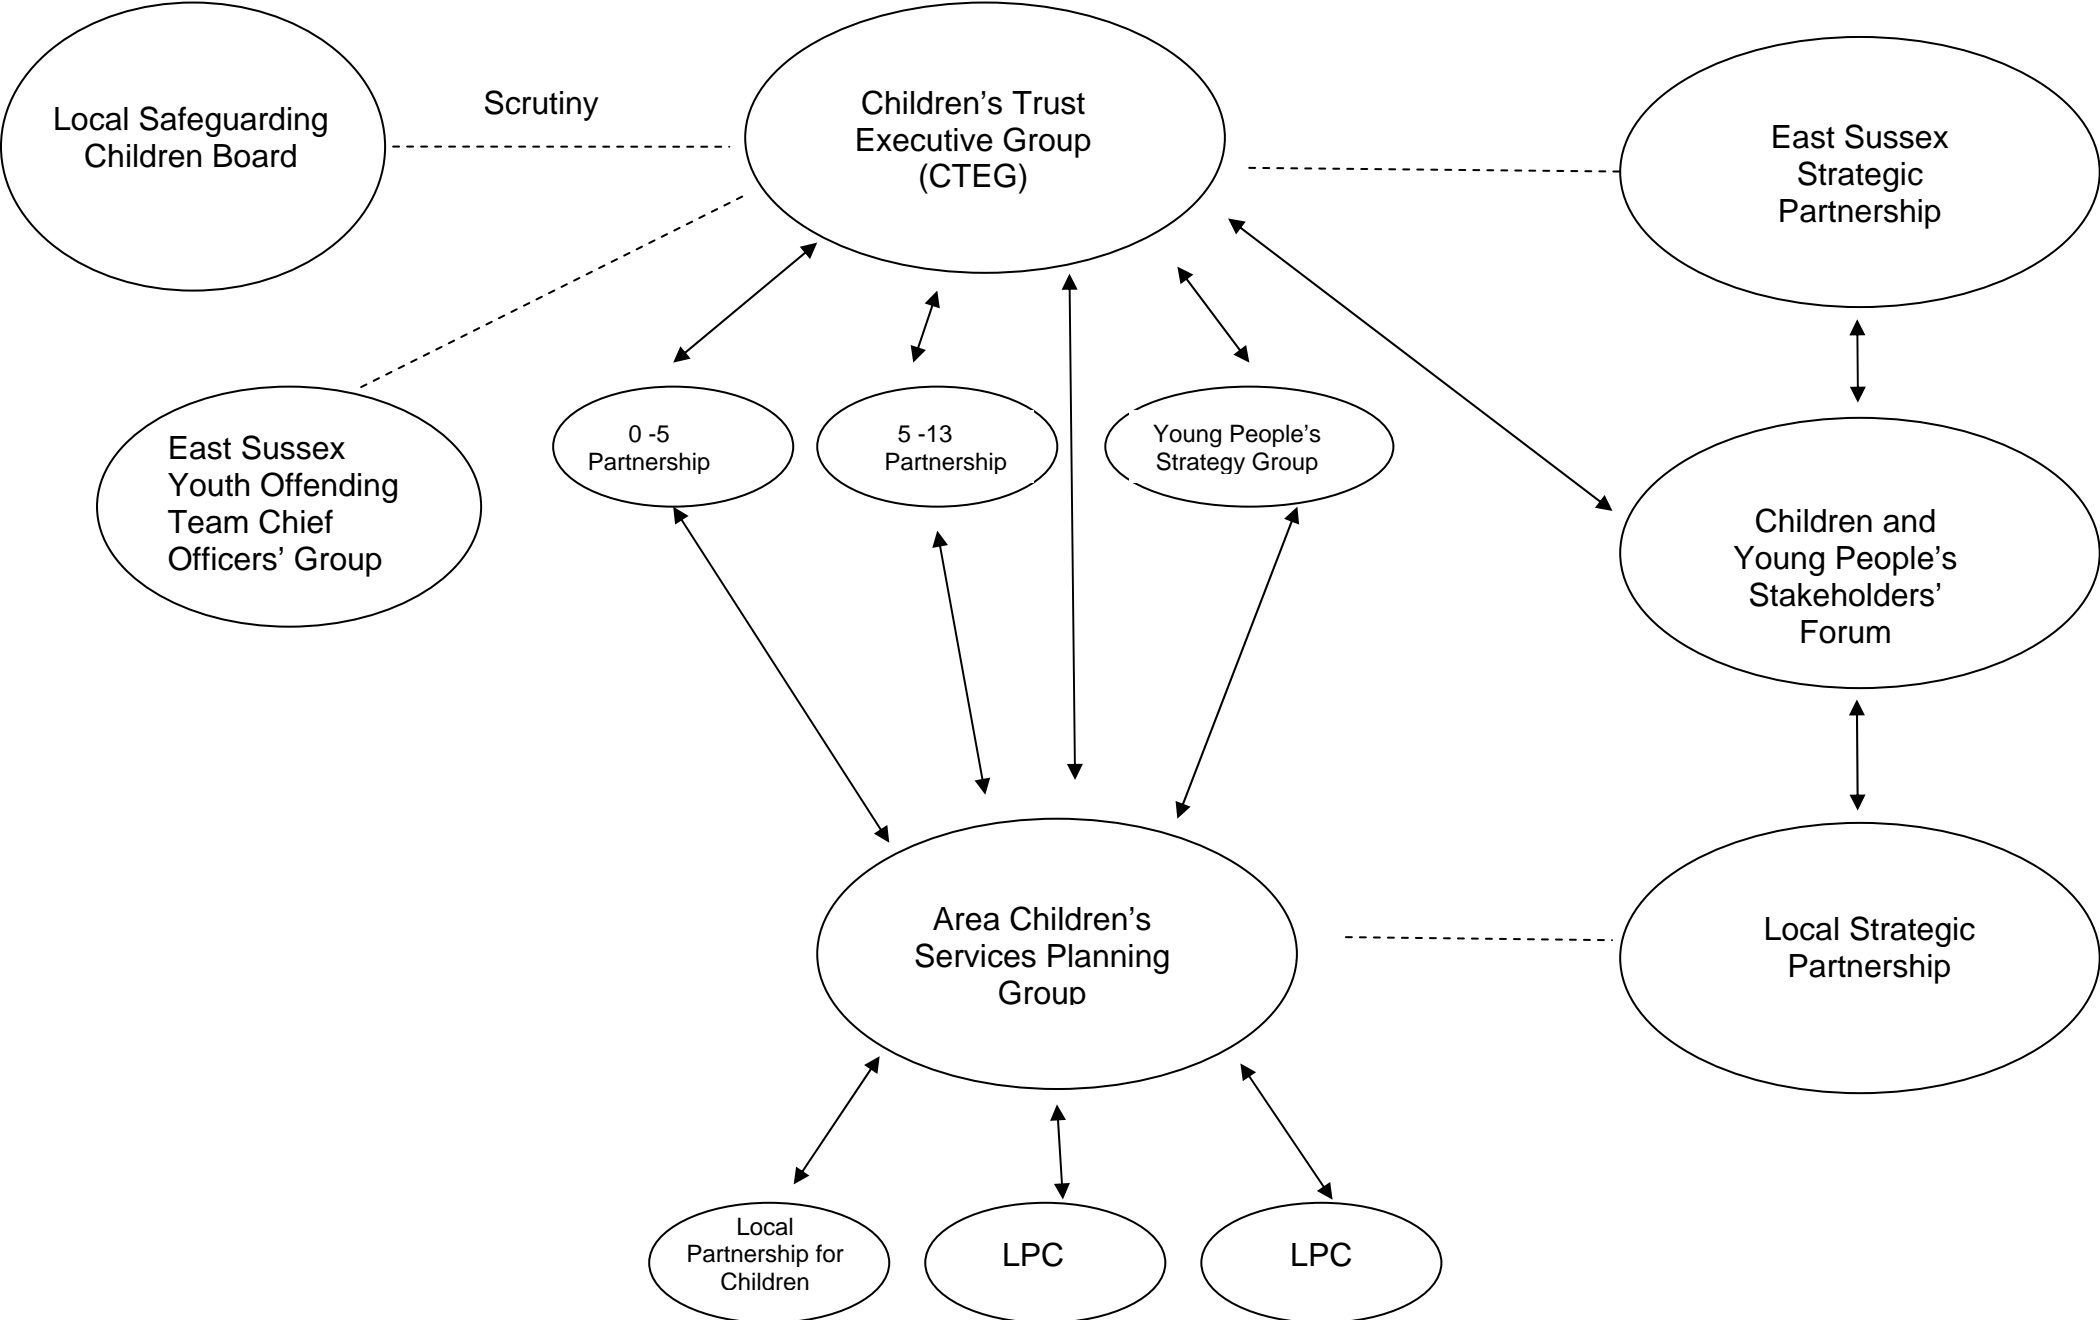 Local Safeguarding
Children Board
Scrutiny
Children’s Trust
Executive Group
(CTEG)
East Sussex
Strategic
Partnership
East Sussex
Youth Offending
Team Chief
Officers’ Group
0 -5
Partnership
5 -13
Partnership
Young People’s
Strategy Group
Children and
Young People’s
Stakeholders’
Forum
Area Children’s
Services Planning
Group
Local Strategic
Partnership
Local
Partnership for
Children
LPC
LPC